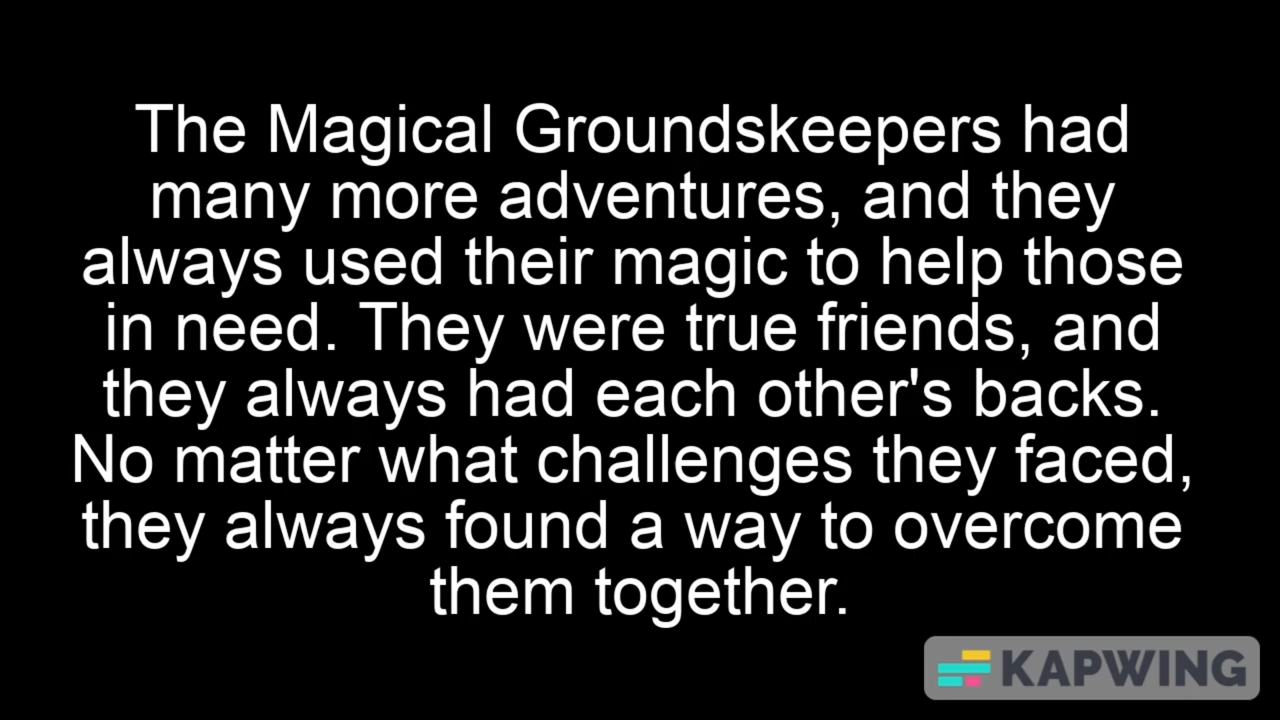 The Magical Groundskeepers had
many more adventures, and they
always used their magic to help those
in need. They were true friends, and
they always had each other's backs.
No matter what challenges they faced,
they always found a way to overcome
them together.
KAPWING